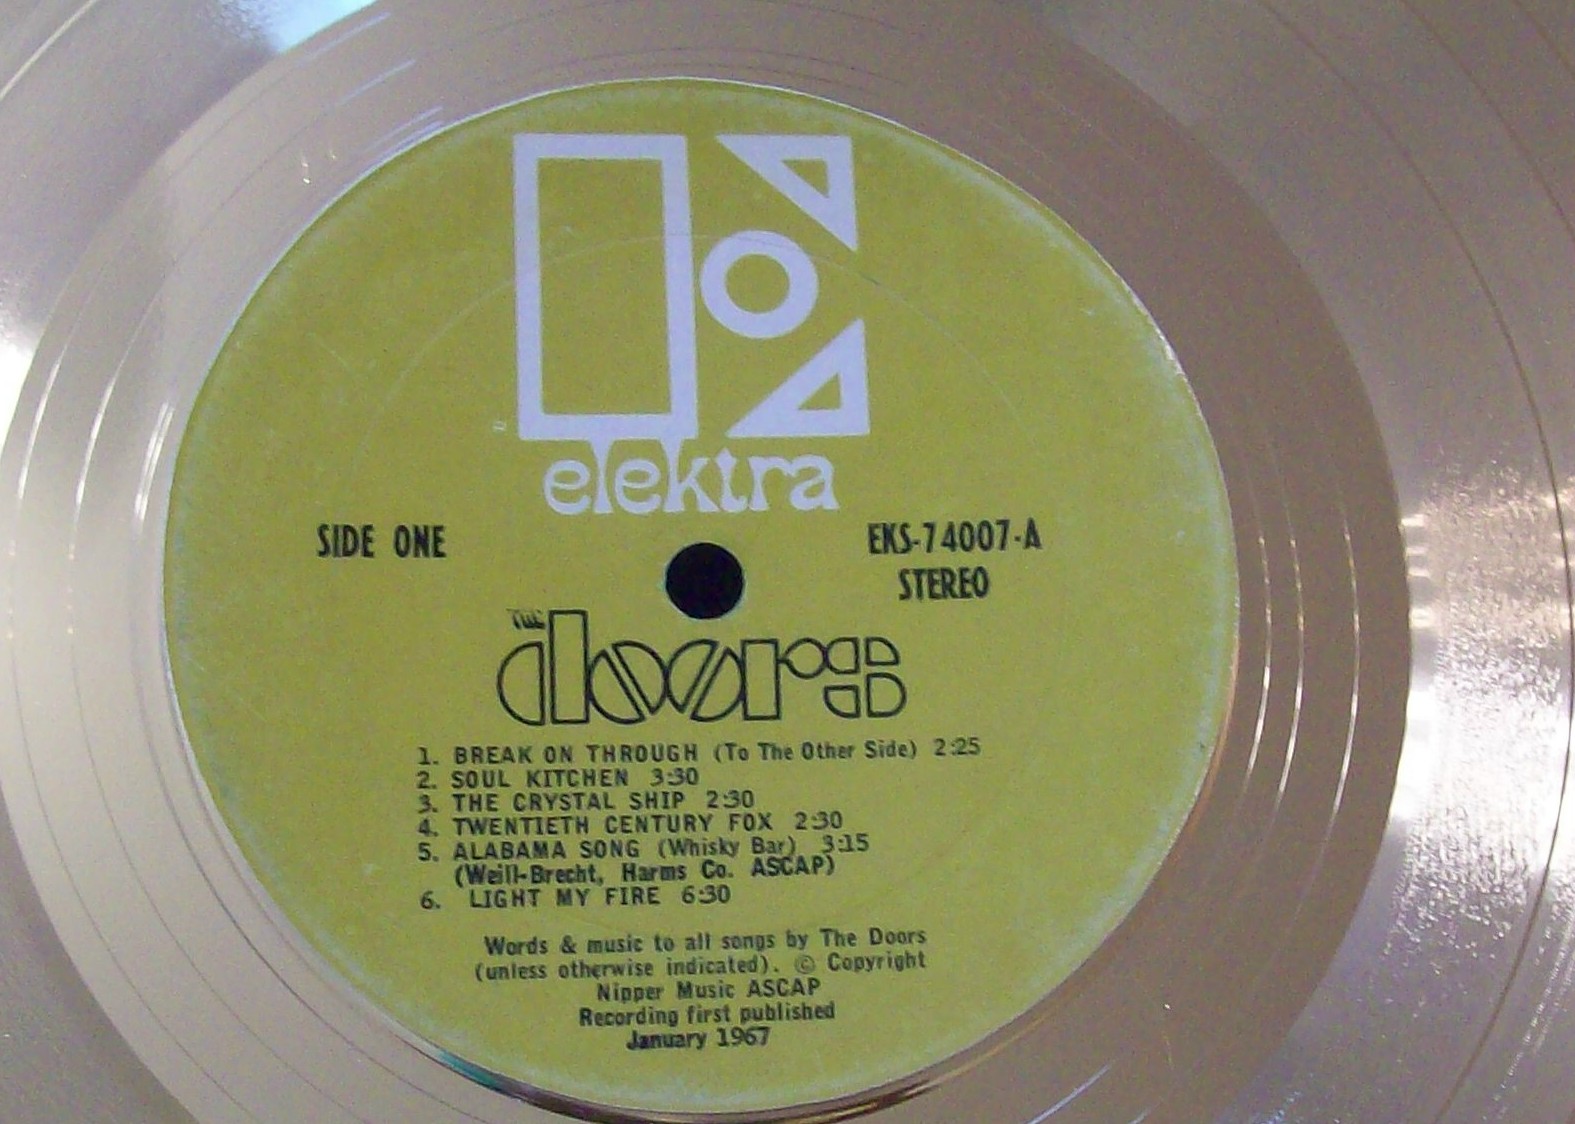 elektra
SIDE ONE
EKS-74007-A
STEREO
THE
doors
1. BREAK ON THROUGH (To The Other Side) 2:25
2. SOUL KITCHEN 3:30
3. THE CRYSTAL SHIP 2:30
4. TWENTIETH CENTURY FOX 2:30
5. ALABAMA SONG (Whisky Bar) 3:15
(Weill-Brecht, Harms Co. ASCAP)
6. LIGHT MY FIRE 6:30
Words & music to all songs by The Doors
(unless otherwise indicated). © Copyright
Nipper Music ASCAP
Recording first published
January 1967